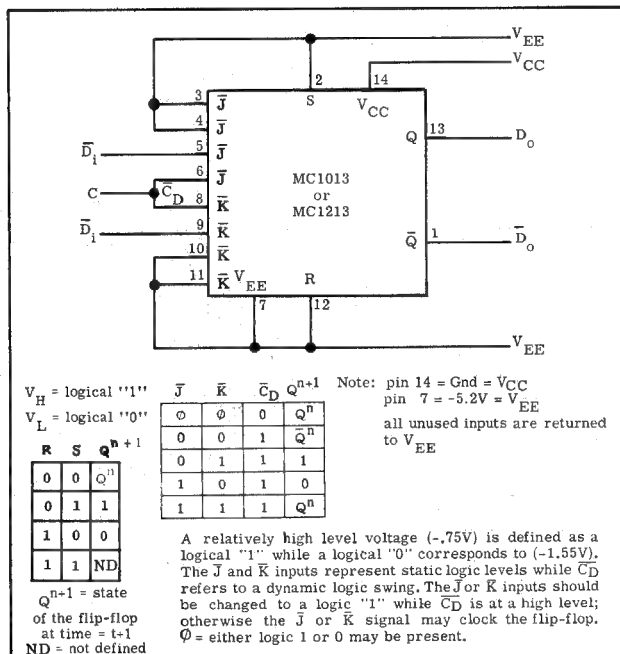 V_EE
V_CC
2
14
3
J̅
S
V_CC
4
J̅
Q
13
D_o
D̅_i
5
J̅
6
J̅
MC1013
C
C̅_D
8
K̅
or
MC1213
D̅_i
9
K̅
Q̅
1
D̅_o
10
K̅
11
K̅
V_EE
R
7
12
V_EE
V_H = logical "1"
V_L = logical "0"
J̅ K̅ C̅_D Q^n+1
Ø Ø 0 Q^n
0 0 1 Q̅^n
0 1 1 1
1 0 1 0
1 1 1 Q^n
Note: pin 14 = Gnd = V_CC
pin 7 = -5.2V = V_EE
all unused inputs are returned
to V_EE
R S Q^n + 1
0 0 Q^n
0 1 1
1 0 0
1 1 ND
Q^n+1 = state
of the flip-flop
at time = t+1
ND = not defined
A relatively high level voltage (-.75V) is defined as a
logical "1" while a logical "0" corresponds to (-1.55V).
The J̅ and K̅ inputs represent static logic levels while C̅D̅
refers to a dynamic logic swing. The J̅ or K̅ inputs should
be changed to a logic "1" while C̅D̅ is at a high level;
otherwise the J̅ or K̅ signal may clock the flip-flop.
Ø = either logic 1 or 0 may be present.